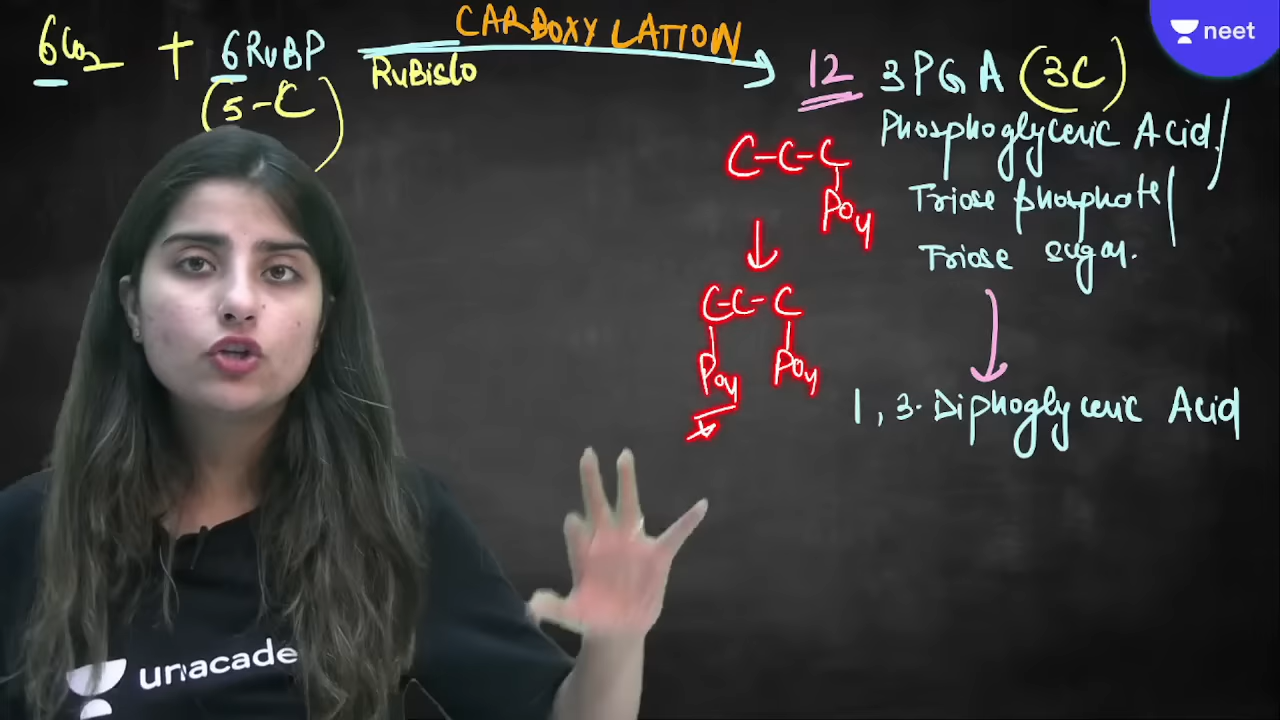 CARBOXYLATION
6CO2 + 6RuBP
RuBisCo
(5-C)
12 3PGA (3C)
Phosphoglyceric Acid/
Triose phosphate/
Triose sugar.
C-C-C
PO4
C-C-C
PO4 PO4
1,3-Diphoglyceric Acid
neet
unacade